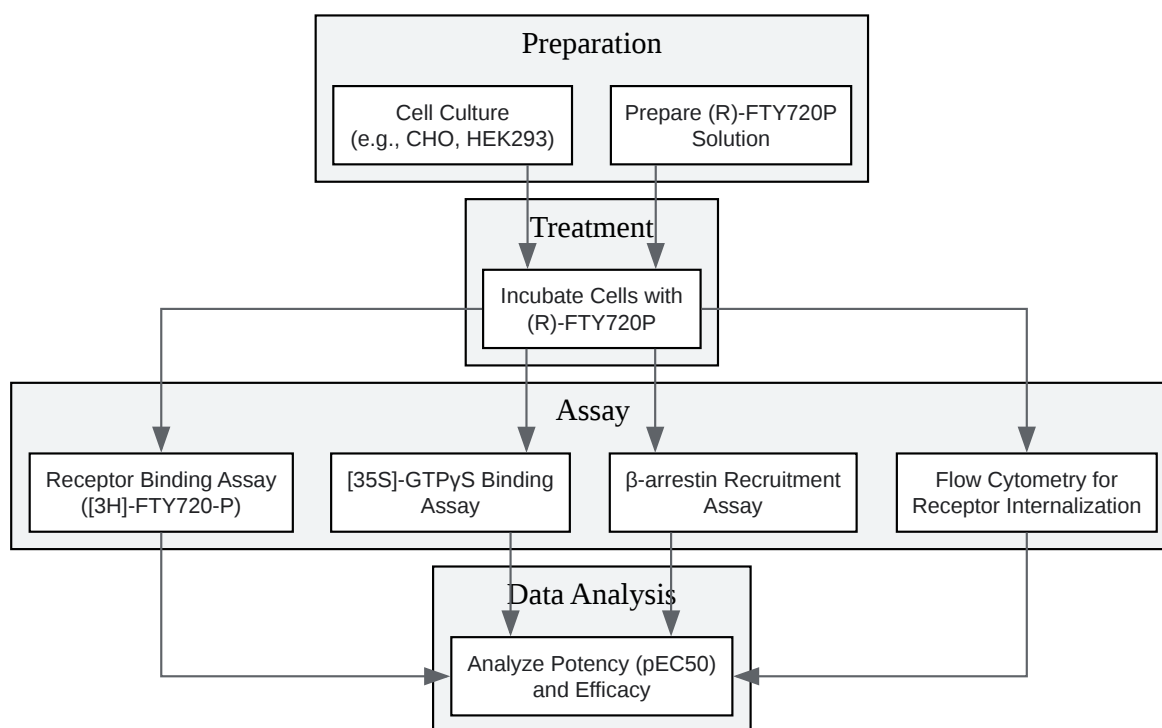 Preparation
Cell Culture
(e.g., CHO, HEK293)
Prepare (R)-FTY720P
Solution
Treatment
Incubate Cells with
(R)-FTY720P
Assay
Receptor Binding Assay
([3H]-FTY720-P)
[35S]-GTPγS Binding
Assay
β-arrestin Recruitment
Assay
Flow Cytometry for
Receptor Internalization
Data Analysis
Analyze Potency (pEC50)
and Efficacy